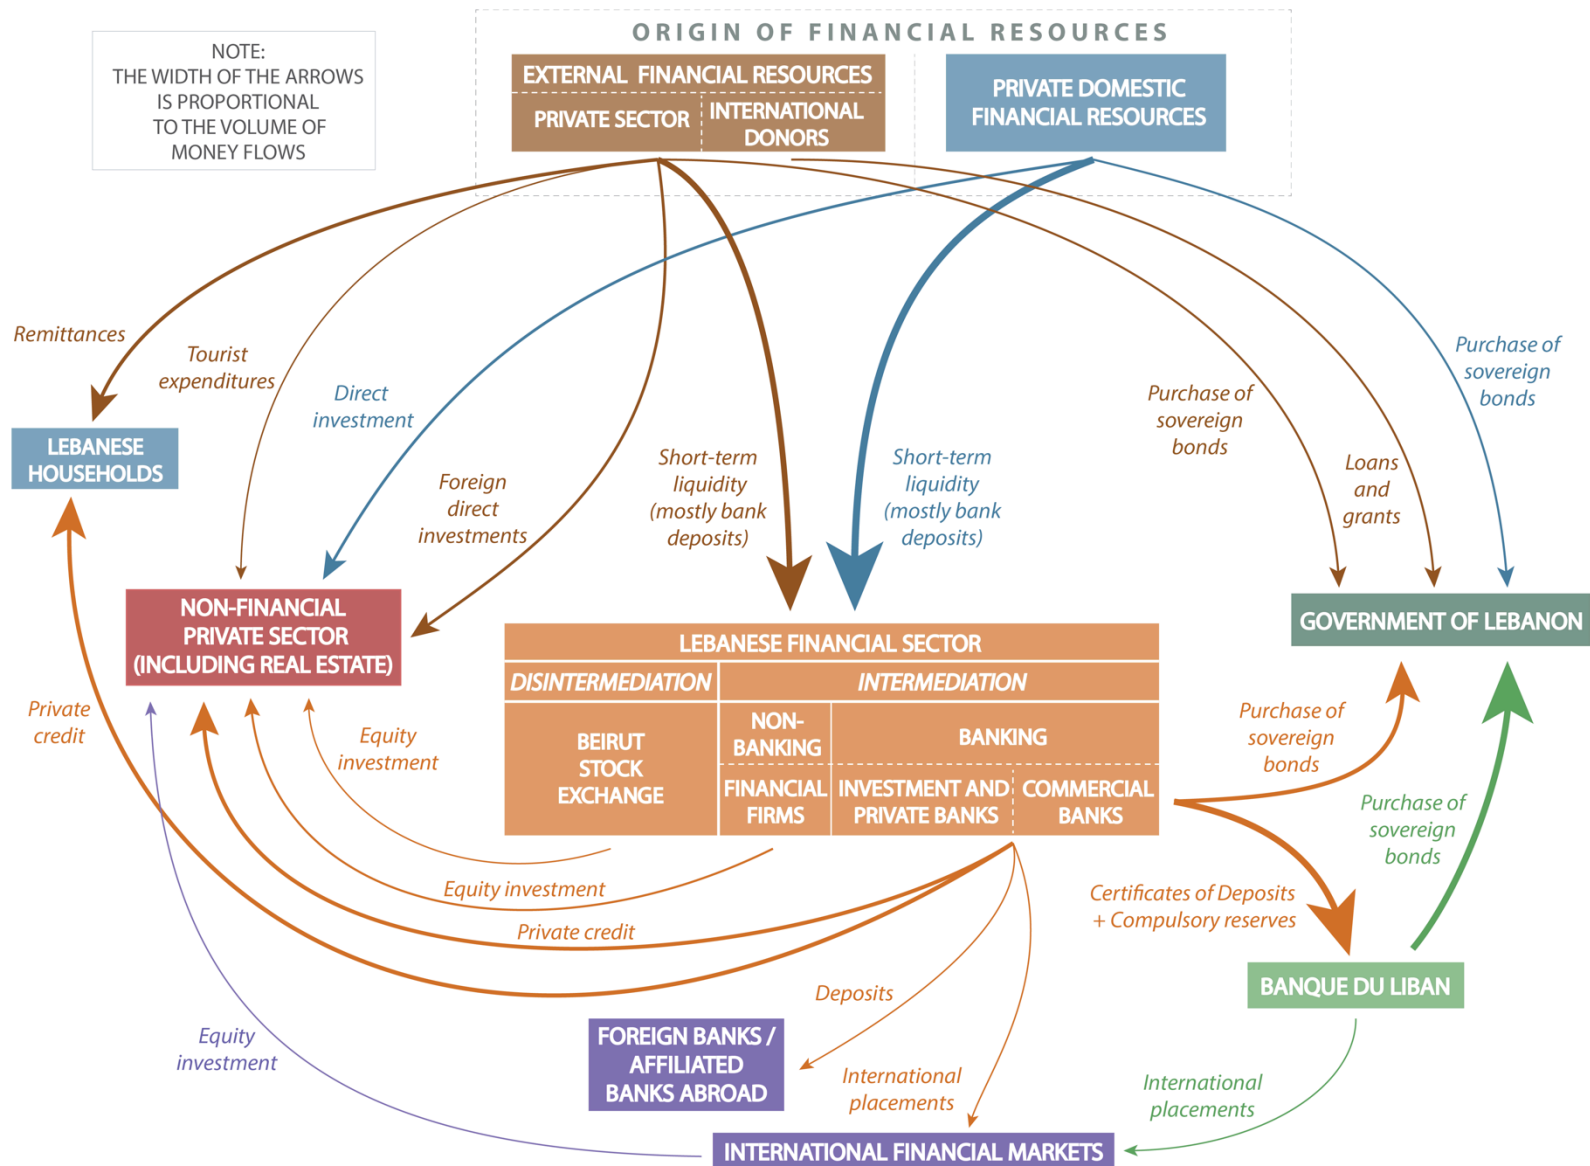 ORIGIN OF FINANCIAL RESOURCES
NOTE:
THE WIDTH OF THE ARROWS
IS PROPORTIONAL
TO THE VOLUME OF
MONEY FLOWS
EXTERNAL FINANCIAL RESOURCES
PRIVATE SECTOR
INTERNATIONAL
DONORS
PRIVATE DOMESTIC
FINANCIAL RESOURCES
Remittances
Tourist
expenditures
Direct
investment
Foreign
direct
investments
Short-term
liquidity
(mostly bank
deposits)
Short-term
liquidity
(mostly bank
deposits)
Purchase of
sovereign
bonds
Loans
and
grants
Purchase of
sovereign
bonds
LEBANESE
HOUSEHOLDS
NON-FINANCIAL
PRIVATE SECTOR
(INCLUDING REAL ESTATE)
GOVERNMENT OF LEBANON
LEBANESE FINANCIAL SECTOR
DISINTERMEDIATION
INTERMEDIATION
BEIRUT
STOCK
EXCHANGE
NON-
BANKING
BANKING
FINANCIAL
FIRMS
INVESTMENT AND
PRIVATE BANKS
COMMERCIAL
BANKS
Private
credit
Equity
investment
Equity investment
Private credit
Purchase of
sovereign
bonds
Purchase of
sovereign
bonds
Certificates of Deposits
+ Compulsory reserves
BANQUE DU LIBAN
Deposits
FOREIGN BANKS /
AFFILIATED
BANKS ABROAD
Equity
investment
International
placements
International
placements
INTERNATIONAL FINANCIAL MARKETS